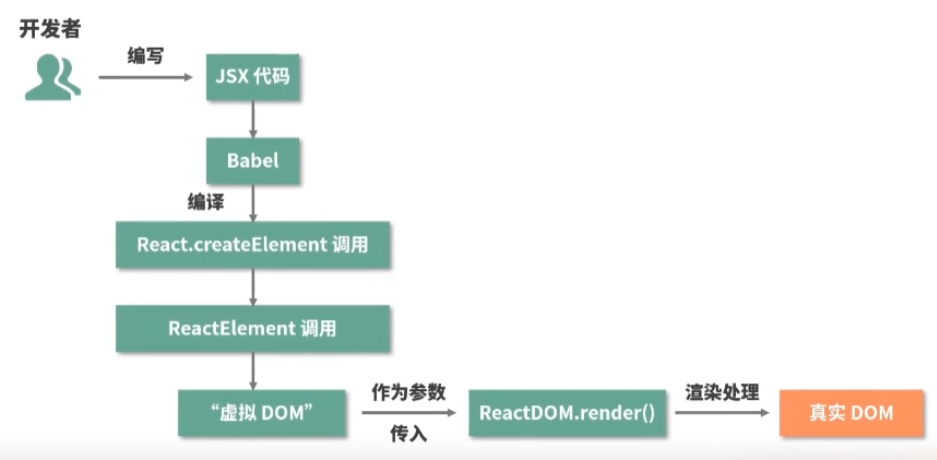 开发者
编写
JSX 代码
Babel
编译
React.createElement 调用
ReactElement 调用
“虚拟 DOM”
作为参数
传入
ReactDOM.render()
渲染处理
真实 DOM